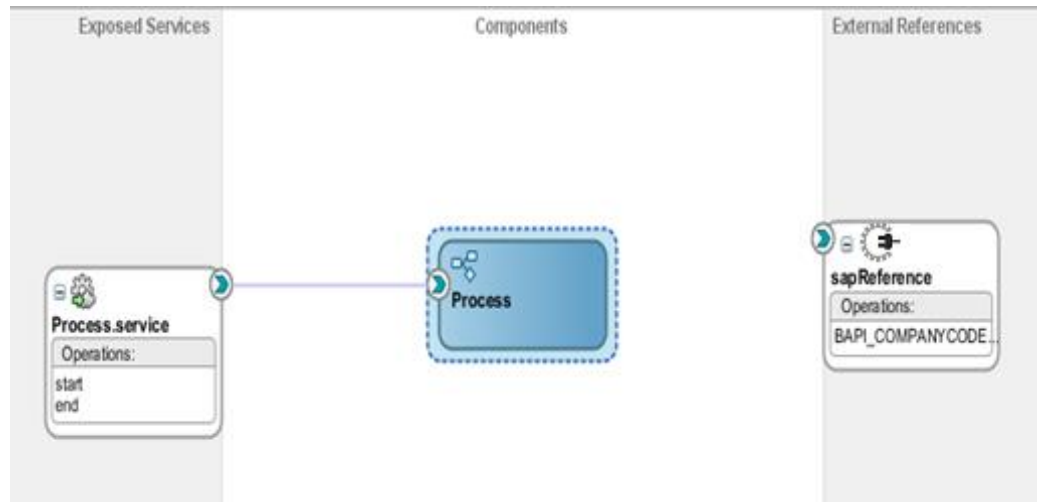 Exposed Services
Components
External References
Process.service
Operations:
start
end
Process
sapReference
Operations:
BAPI_COMPANYCODE...